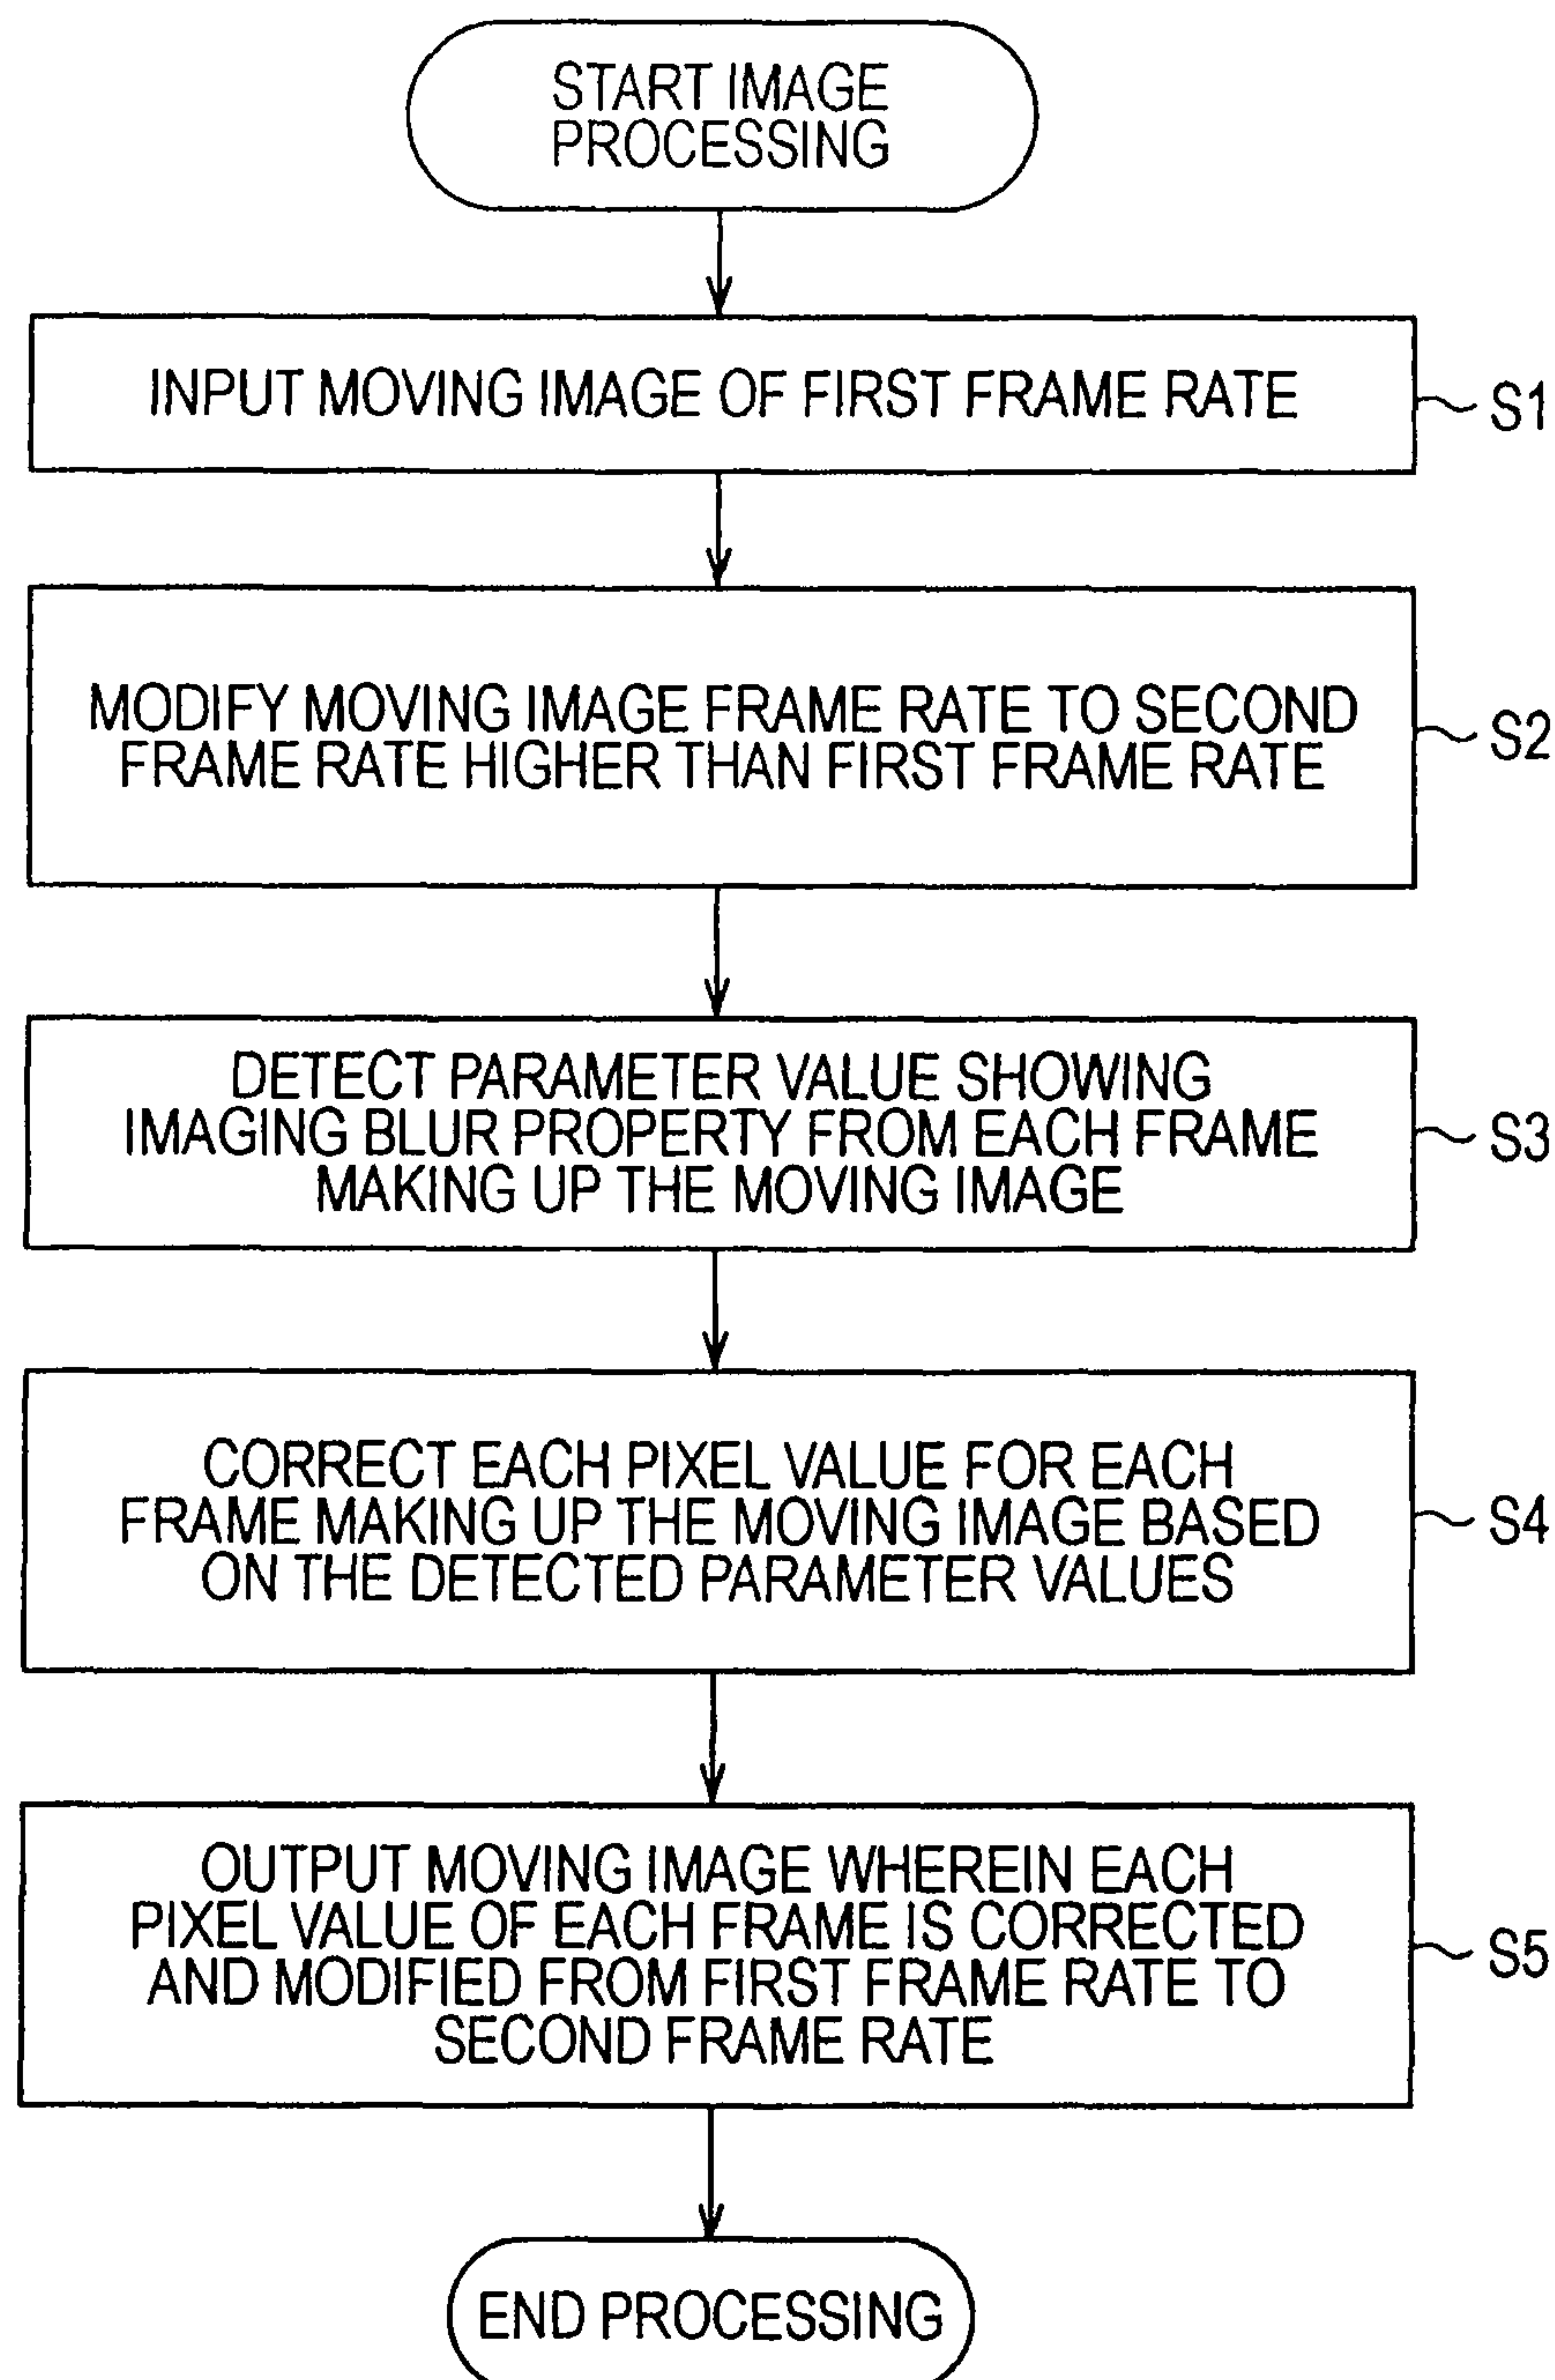 START IMAGE
PROCESSING
INPUT MOVING IMAGE OF FIRST FRAME RATE
S1
MODIFY MOVING IMAGE FRAME RATE TO SECOND
FRAME RATE HIGHER THAN FIRST FRAME RATE
S2
DETECT PARAMETER VALUE SHOWING
IMAGING BLUR PROPERTY FROM EACH FRAME
MAKING UP THE MOVING IMAGE
S3
CORRECT EACH PIXEL VALUE FOR EACH
FRAME MAKING UP THE MOVING IMAGE BASED
ON THE DETECTED PARAMETER VALUES
S4
OUTPUT MOVING IMAGE WHEREIN EACH
PIXEL VALUE OF EACH FRAME IS CORRECTED
AND MODIFIED FROM FIRST FRAME RATE TO
SECOND FRAME RATE
S5
END PROCESSING